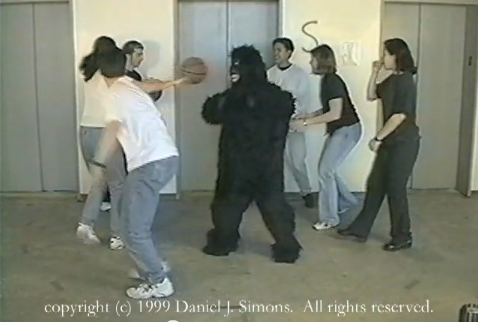 S
copyright (c) 1999 Daniel J. Simons. All rights reserved.